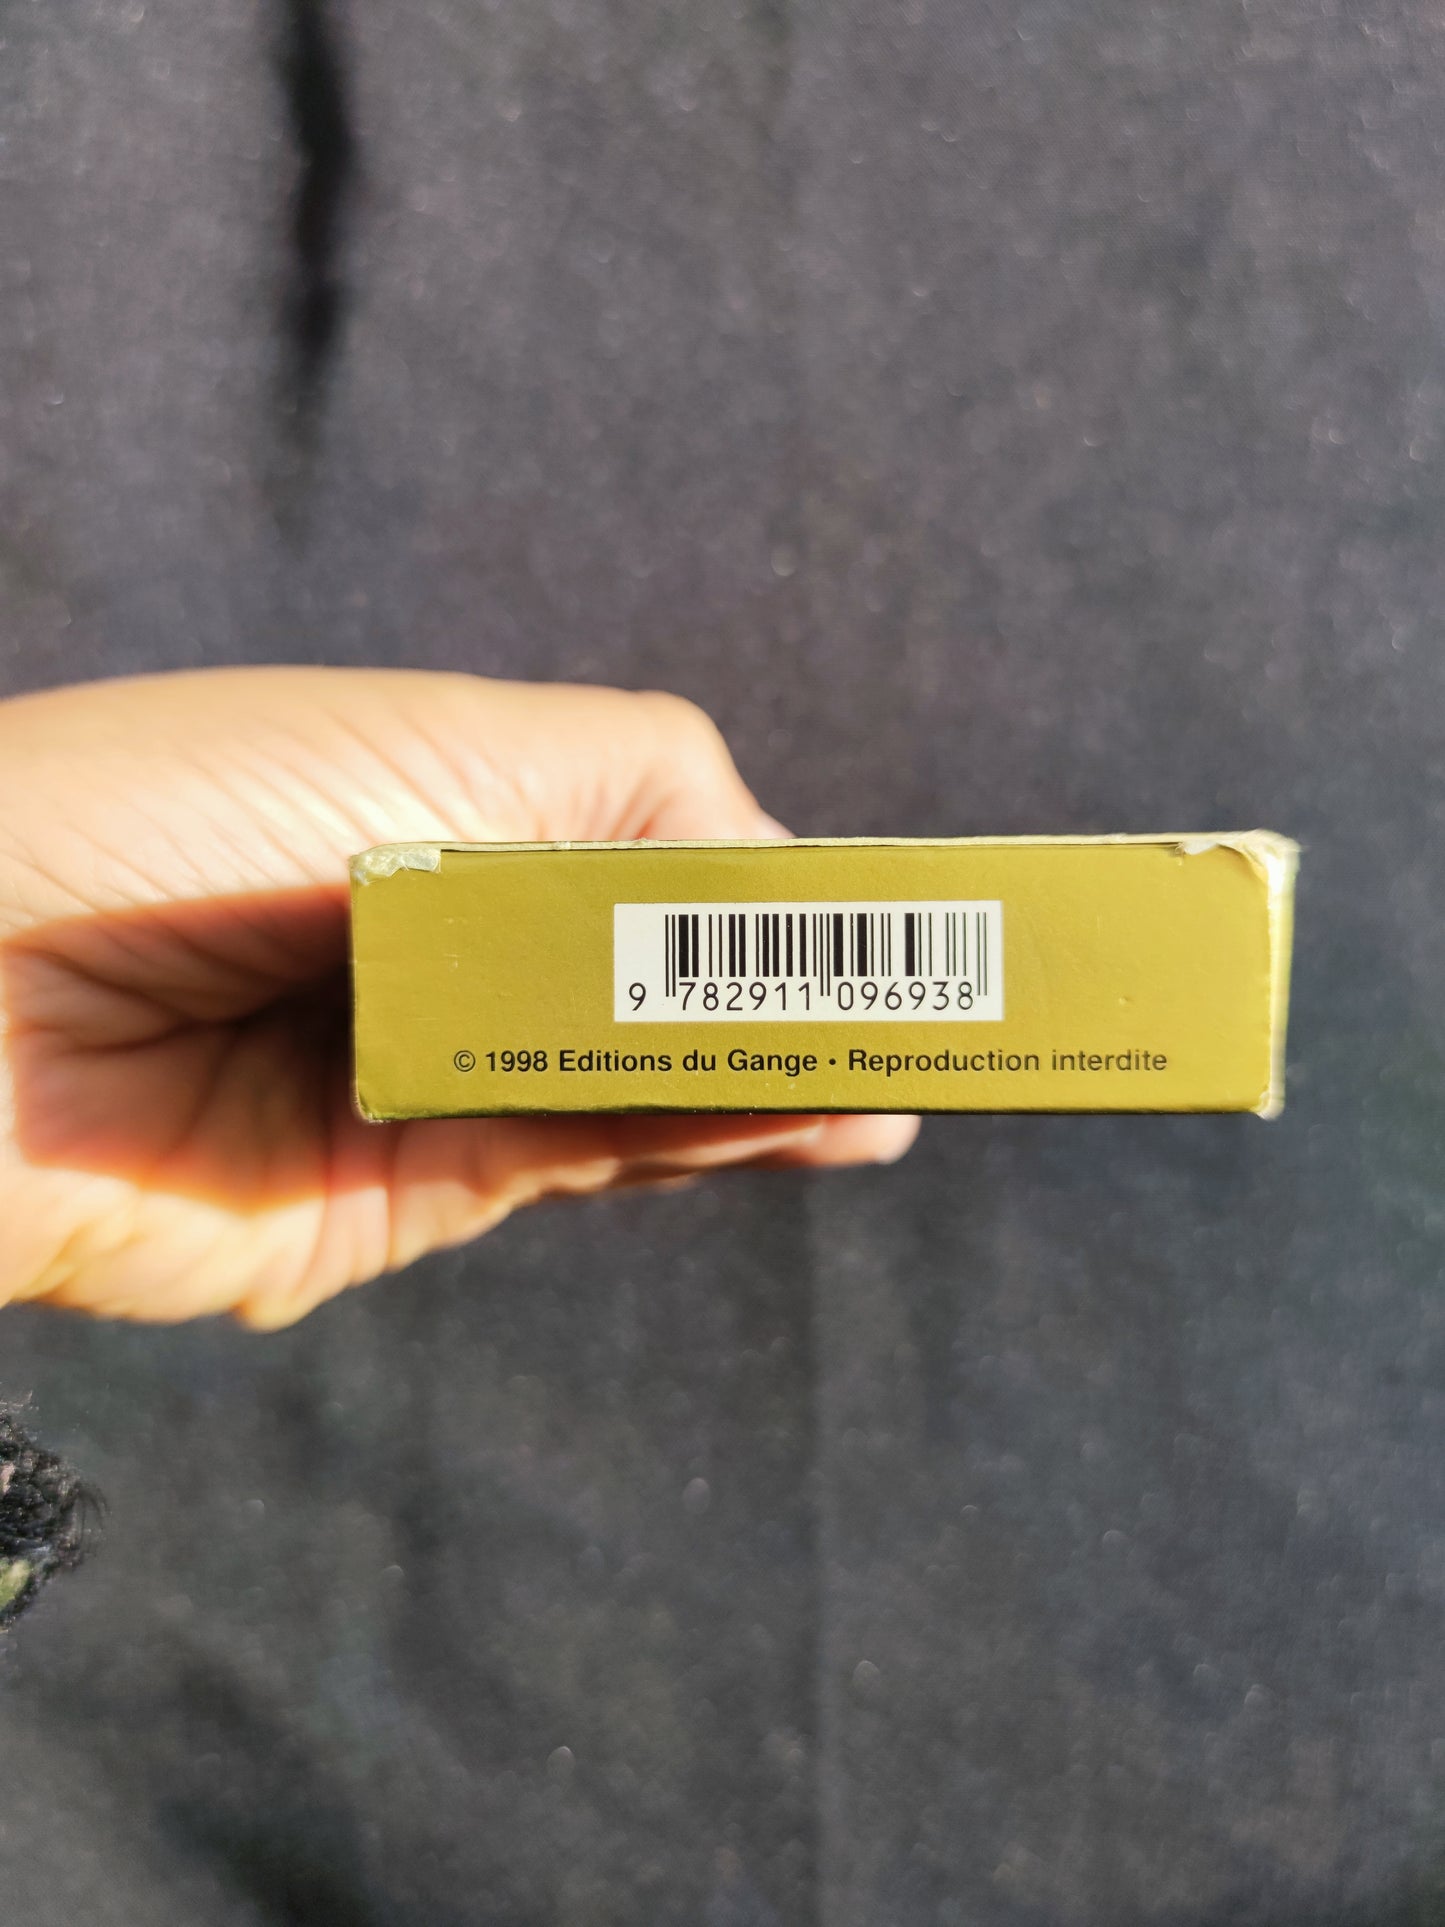 9 782911 096938
© 1998 Editions du Gange • Reproduction interdite